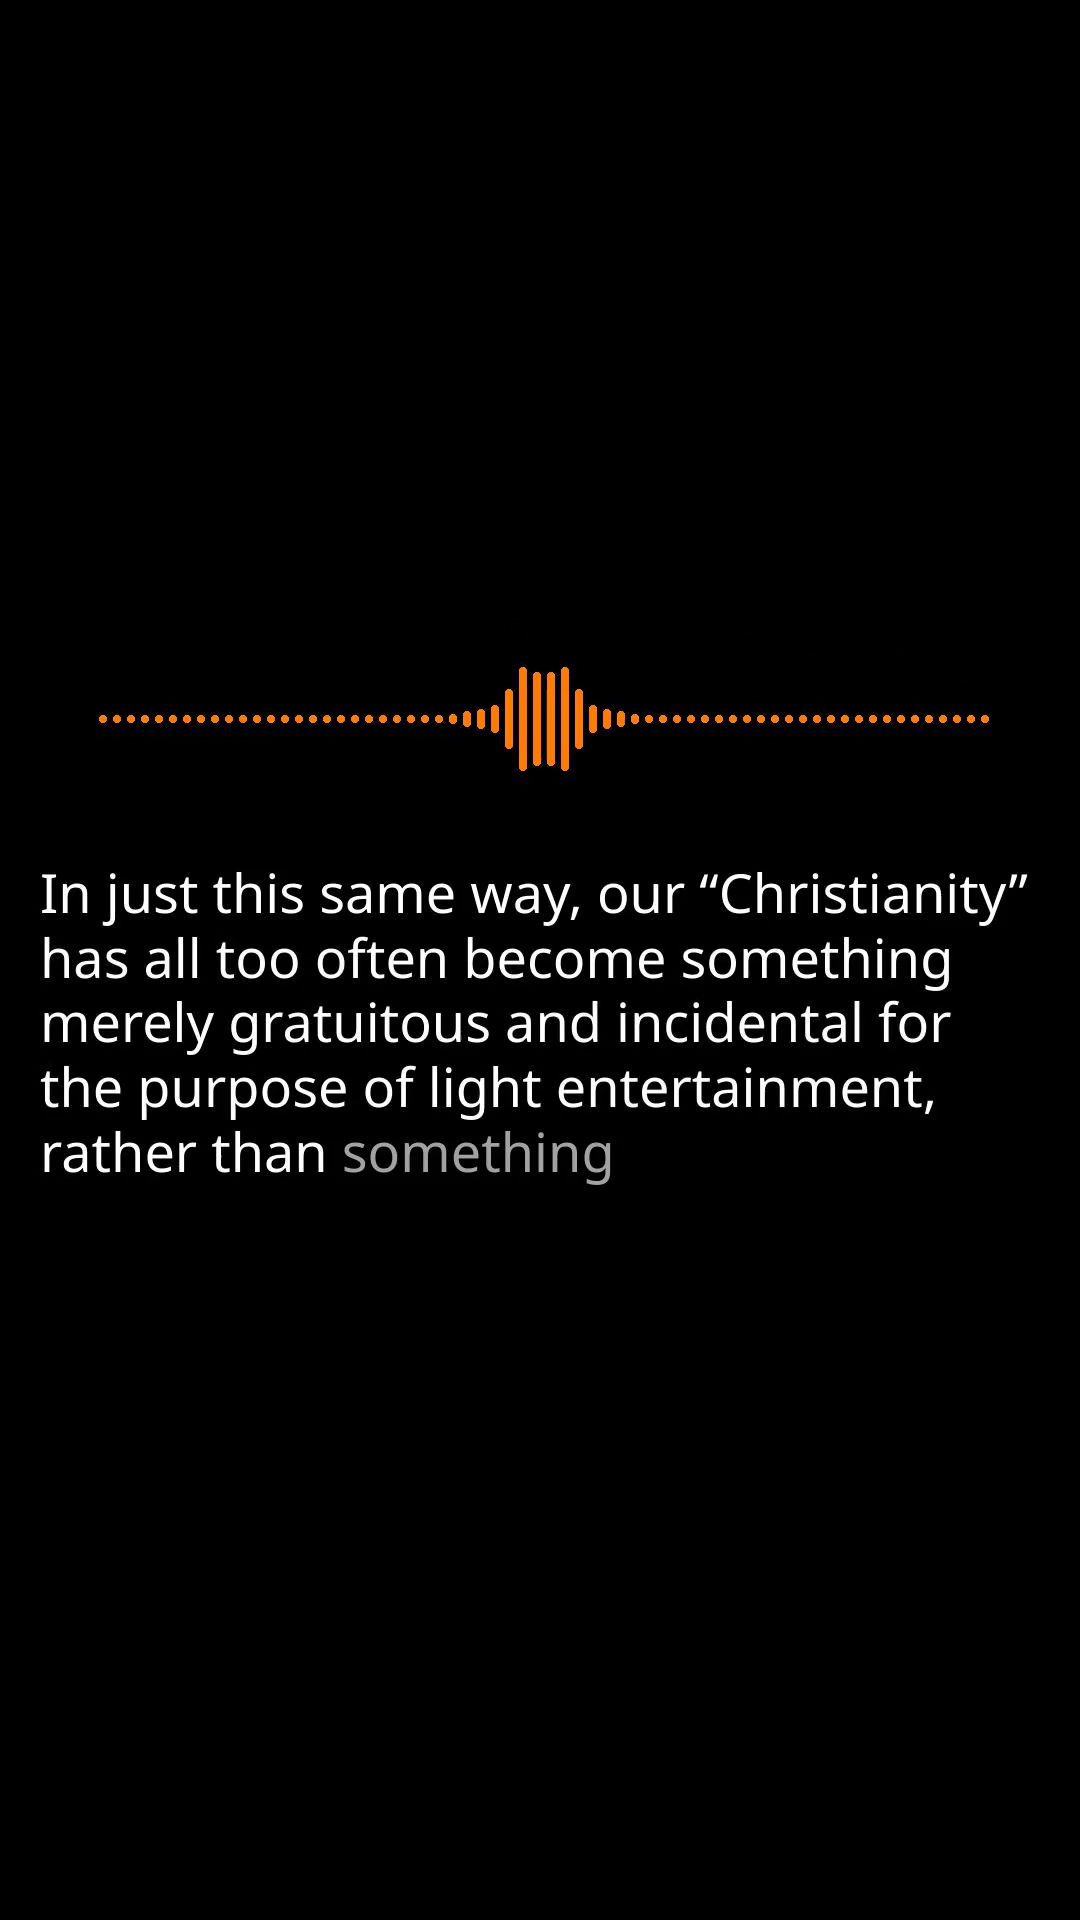 In just this same way, our “Christianity”
has all too often become something
merely gratuitous and incidental for
the purpose of light entertainment,
rather than something